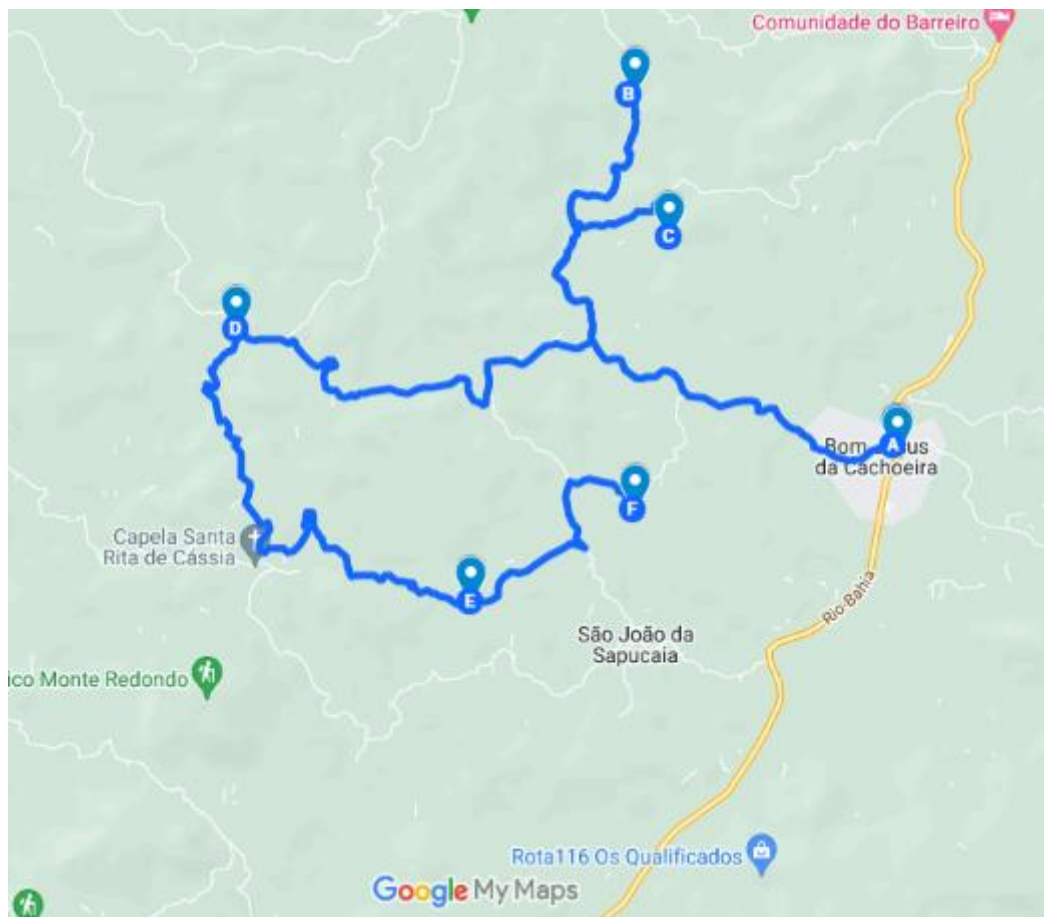 Comunidade do Barreiro
B
C
D
A
Bom
da Cachoeira
F
Capela Santa
Rita de Cássia
E
Rio-Bahia
São João da
Sapucaia
ico Monte Redondo
Rota116 Os Qualificados
Google My Maps